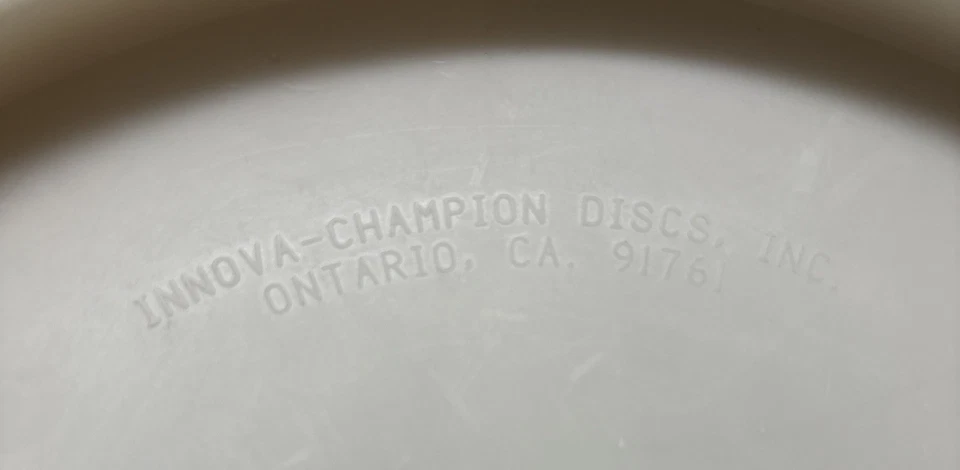 INNOVA-CHAMPION DISCS, INC.
ONTARIO, CA. 91761